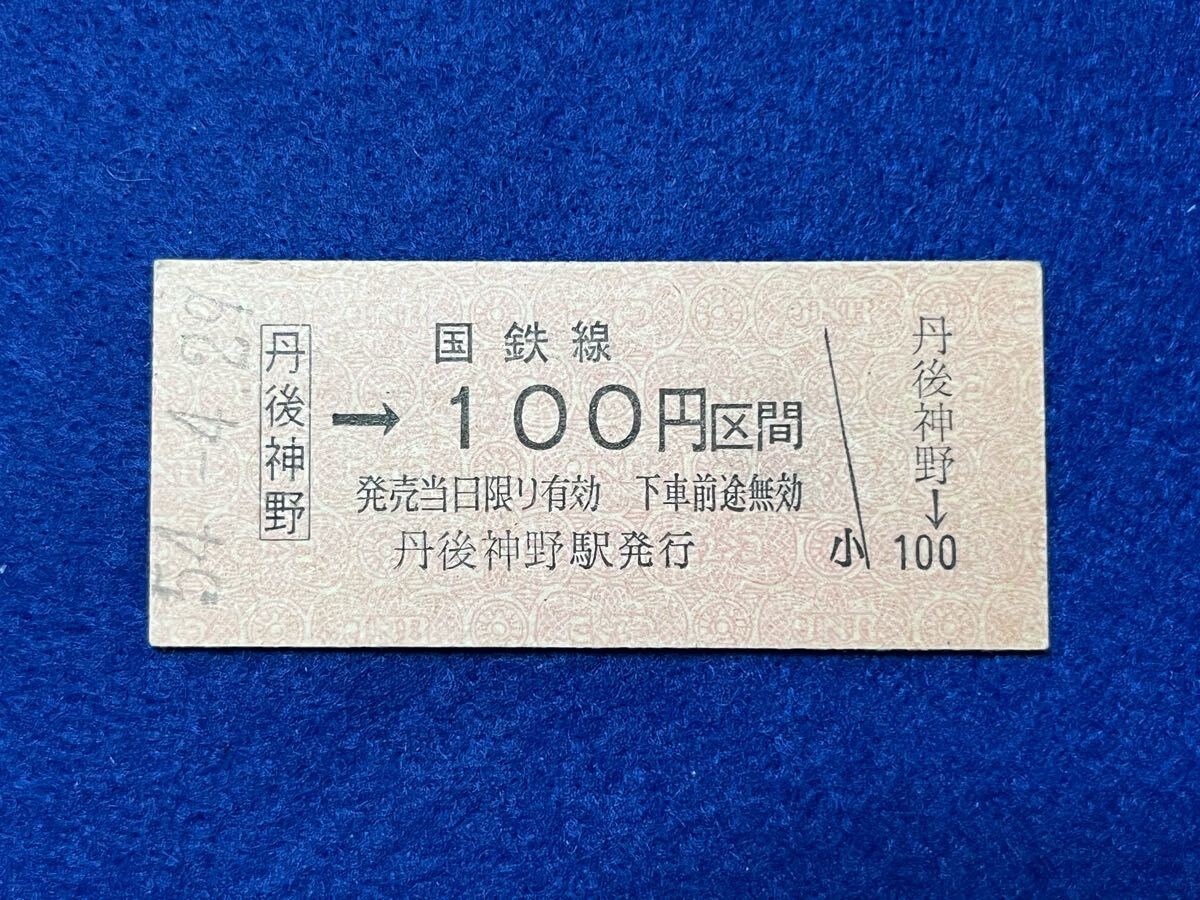 54.-4.29
丹後神野
国鉄線
→100円区間
発売当日限り有効 下車前途無効
丹後神野駅発行
小
丹後神野→
100